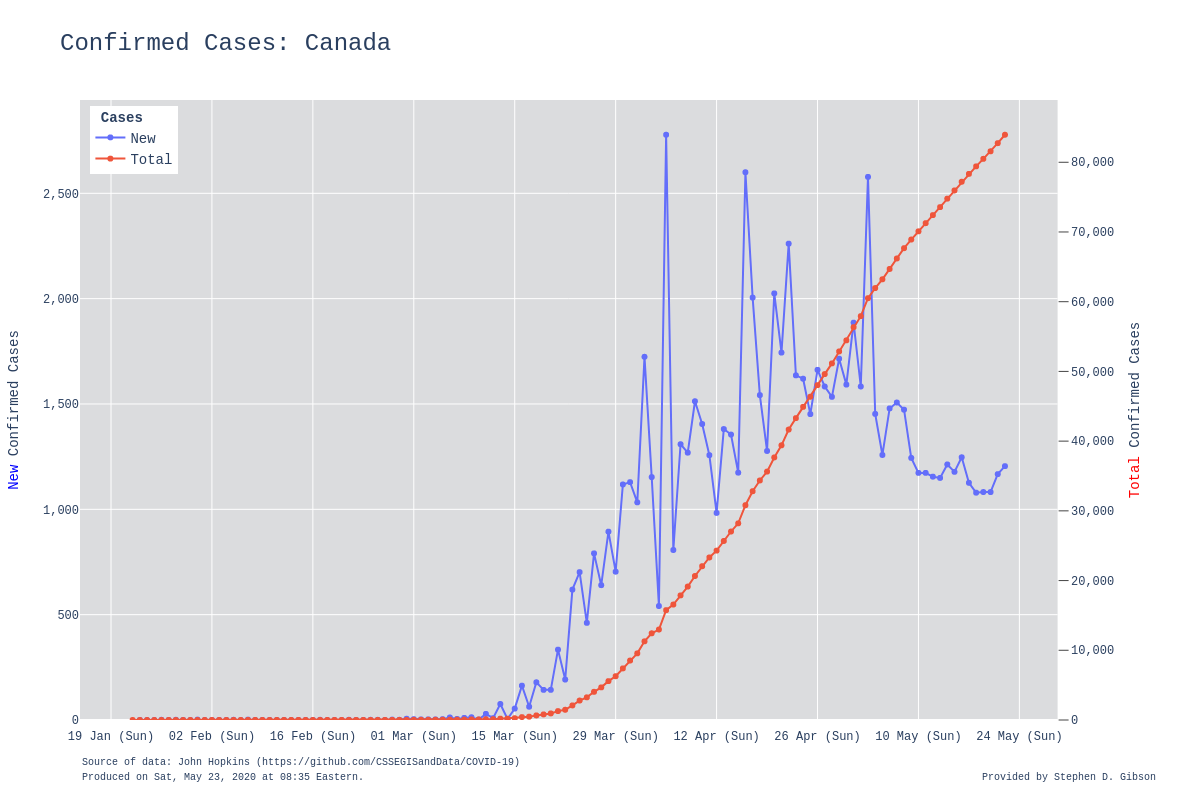 Confirmed Cases: Canada
Cases
New
Total
2,500
2,000
1,500
1,000
500
0
New Confirmed Cases
80,000
70,000
60,000
50,000
40,000
30,000
20,000
10,000
0
Total Confirmed Cases
19 Jan (Sun) 02 Feb (Sun) 16 Feb (Sun) 01 Mar (Sun) 15 Mar (Sun) 29 Mar (Sun) 12 Apr (Sun) 26 Apr (Sun) 10 May (Sun) 24 May (Sun)
Source of data: John Hopkins (https://github.com/CSSEGISandData/COVID-19)
Produced on Sat, May 23, 2020 at 08:35 Eastern.
Provided by Stephen D. Gibson